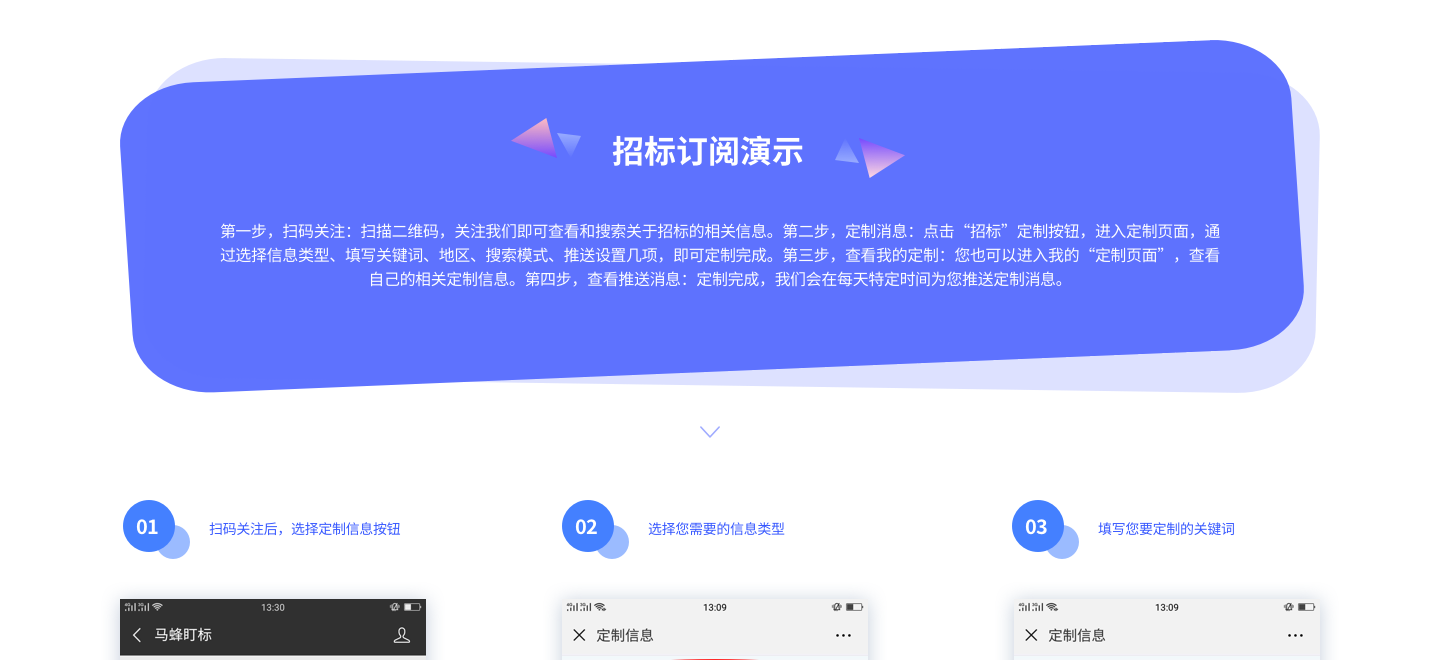 招标订阅演示
第一步，扫码关注：扫描二维码，关注我们即可查看和搜索关于招标的相关信息。第二步，定制消息：点击“招标”定制按钮，进入定制页面，通
过选择信息类型、填写关键词、地区、搜索模式、推送设置几项，即可定制完成。第三步，查看我的定制：您也可以进入我的“定制页面”，查看
自己的相关定制信息。第四步，查看推送消息：定制完成，我们会在每天特定时间为您推送定制消息。
01
扫码关注后，选择定制信息按钮
02
选择您需要的信息类型
03
填写您要定制的关键词
13:30
马蜂盯标
13:09
定制信息
13:09
定制信息